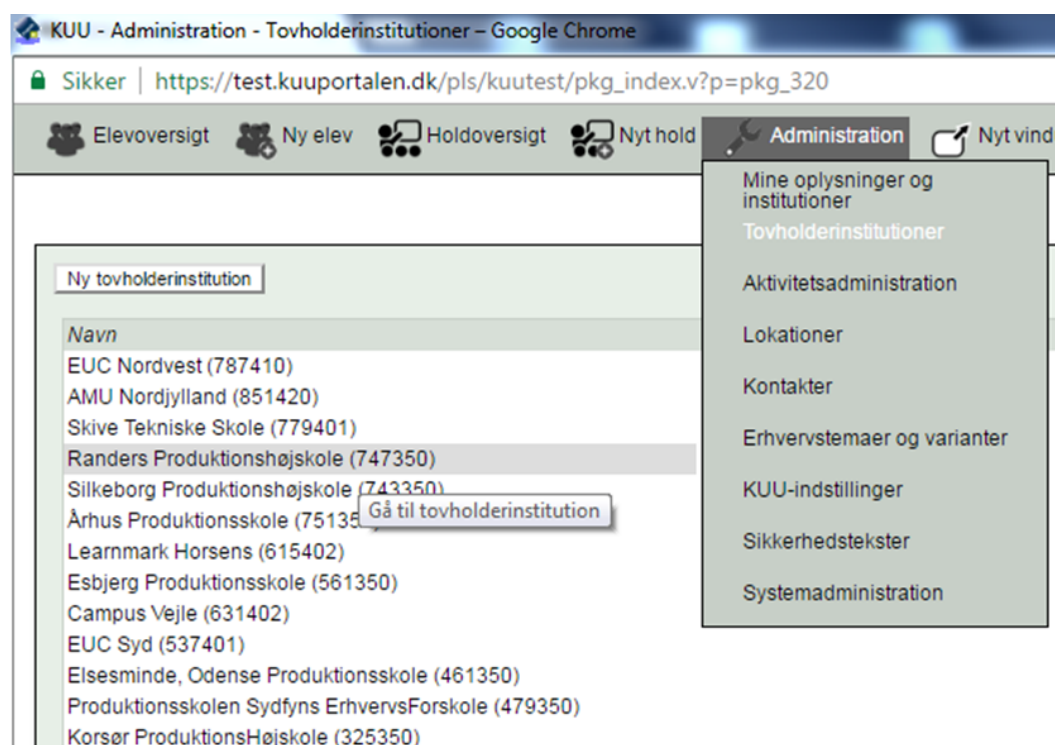 KUU - Administration - Tovholderinstitutioner – Google Chrome
Sikker | https://test.kuuportalen.dk/pls/kuutest/pkg_index.v?p=pkg_320
Elevoversigt Ny elev Holdoversigt Nyt hold Administration Nyt vind
Mine oplysninger og
institutioner
Tovholderinstitutioner
Aktivitetsadministration
Lokationer
Kontakter
Erhvervstemaer og varianter
KUU-indstillinger
Sikkerhedstekster
Systemadministration
Ny tovholderinstitution
Navn
EUC Nordvest (787410)
AMU Nordjylland (851420)
Skive Tekniske Skole (779401)
Randers Produktionshøjskole (747350)
Silkeborg Produktionshøjskole (743350)
Gå til tovholderinstitution
Århus Produktionsskole (75135
Learnmark Horsens (615402)
Esbjerg Produktionsskole (561350)
Campus Vejle (631402)
EUC Syd (537401)
Elsesminde, Odense Produktionsskole (461350)
Produktionsskolen Sydfyns ErhvervsForskole (479350)
Korsør ProduktionsHøjskole (325350)